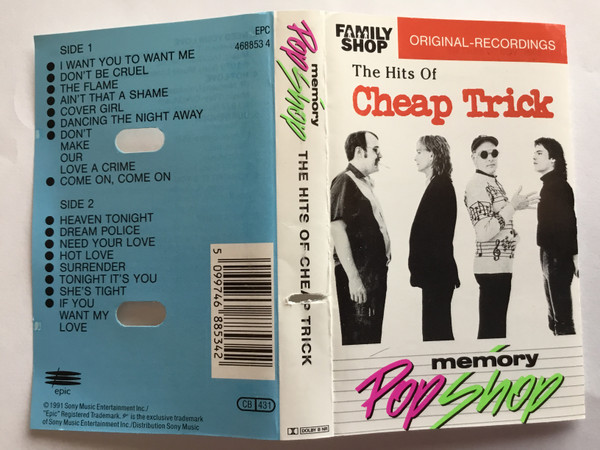 SIDE 1
I WANT YOU TO WANT ME
DON'T BE CRUEL
THE FLAME
AIN'T THAT A SHAME
COVER GIRL
DANCING THE NIGHT AWAY
DON'T
MAKE
OUR
LOVE A CRIME
COME ON, COME ON
SIDE 2
HEAVEN TONIGHT
DREAM POLICE
NEED YOUR LOVE
HOT LOVE
SURRENDER
TONIGHT IT'S YOU
SHE'S TIGHT
IF YOU
WANT MY
LOVE
EPC
468853 4
5 099746 885342
epic
© 1991 Sony Music Entertainment Inc./
"Epic" Registered Trademark. ℗ is the exclusive trademark
of Sony Music Entertainment Inc./Distribution Sony Music
CB 431
memory
Pop Shop
THE HITS OF CHEAP TRICK
DOLBY B NR
FAMILY
SHOP
ORIGINAL-RECORDINGS
The Hits Of
Cheap Trick
memory
Pop Shop